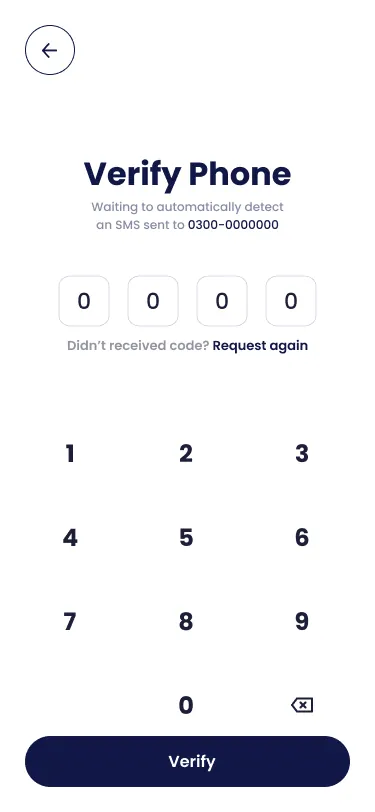 Verify Phone
Waiting to automatically detect
an SMS sent to 0300-0000000
0 0 0 0
Didn’t received code? Request again
1 2 3
4 5 6
7 8 9
0
Verify